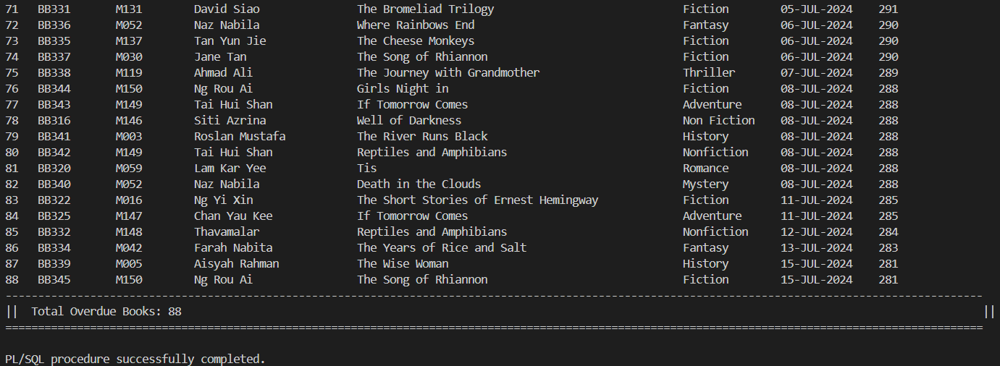 71   BB331       M131        David Siao               The Bromeliad Trilogy                             Fiction        05-JUL-2024    291
72   BB336       M052        Naz Nabila               Where Rainbows End                                Fantasy        06-JUL-2024    290
73   BB335       M137        Tan Yun Jie              The Cheese Monkeys                                Fiction        06-JUL-2024    290
74   BB337       M030        Jane Tan                 The Song of Rhiannon                              Fiction        06-JUL-2024    290
75   BB338       M119        Ahmad Ali                The Journey with Grandmother                      Thriller       07-JUL-2024    289
76   BB344       M150        Ng Rou Ai                Girls Night in                                    Fiction        08-JUL-2024    288
77   BB343       M149        Tai Hui Shan             If Tomorrow Comes                                 Adventure      08-JUL-2024    288
78   BB316       M146        Siti Azrina              Well of Darkness                                  Non Fiction    08-JUL-2024    288
79   BB341       M003        Roslan Mustafa           The River Runs Black                              History        08-JUL-2024    288
80   BB342       M149        Tai Hui Shan             Reptiles and Amphibians                           Nonfiction     08-JUL-2024    288
81   BB320       M059        Lam Kar Yee              Tis                                               Romance        08-JUL-2024    288
82   BB340       M052        Naz Nabila               Death in the Clouds                               Mystery        08-JUL-2024    288
83   BB322       M016        Ng Yi Xin                The Short Stories of Ernest Hemingway             Fiction        11-JUL-2024    285
84   BB325       M147        Chan Yau Kee             If Tomorrow Comes                                 Adventure      11-JUL-2024    285
85   BB332       M148        Thavamalar               Reptiles and Amphibians                           Nonfiction     12-JUL-2024    284
86   BB334       M042        Farah Nabita             The Years of Rice and Salt                        Fantasy        13-JUL-2024    283
87   BB339       M005        Aisyah Rahman            The Wise Woman                                    History        15-JUL-2024    281
88   BB345       M150        Ng Rou Ai                The Song of Rhiannon                              Fiction        15-JUL-2024    281
------------------------------------------------------------------------------------------------------------------------------------------------------
||  Total Overdue Books: 88                                                                                                                           ||
======================================================================================================================================================
PL/SQL procedure successfully completed.